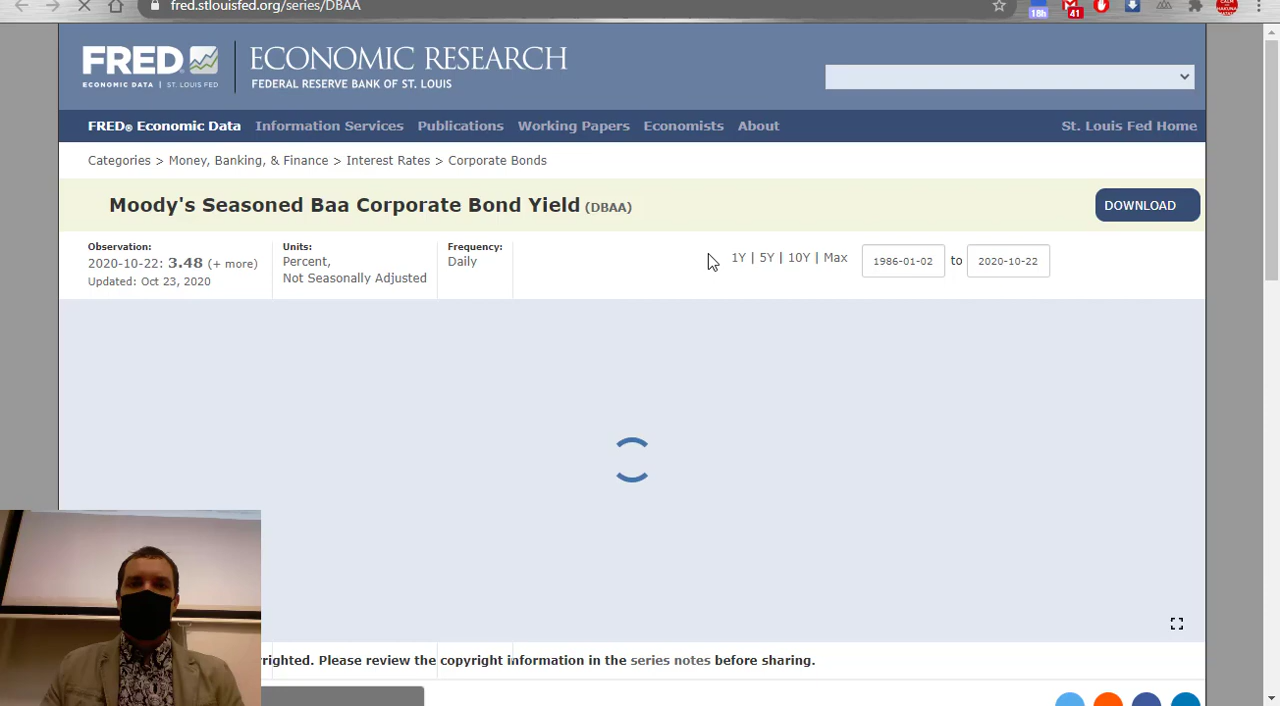 fred.stlouisfed.org/series/DBAA
18h
41
FRED® ECONOMIC RESEARCH
ECONOMIC DATA | ST. LOUIS FED
FEDERAL RESERVE BANK OF ST. LOUIS
FRED® Economic Data Information Services Publications Working Papers Economists About St. Louis Fed Home
Categories > Money, Banking, & Finance > Interest Rates > Corporate Bonds
Moody's Seasoned Baa Corporate Bond Yield (DBAA)
DOWNLOAD
Observation:
2020-10-22: 3.48 (+ more)
Updated: Oct 23, 2020
Units:
Percent,
Not Seasonally Adjusted
Frequency:
Daily
1Y | 5Y | 10Y | Max
1986-01-02 to 2020-10-22
Please review the copyright information in the series notes before sharing.